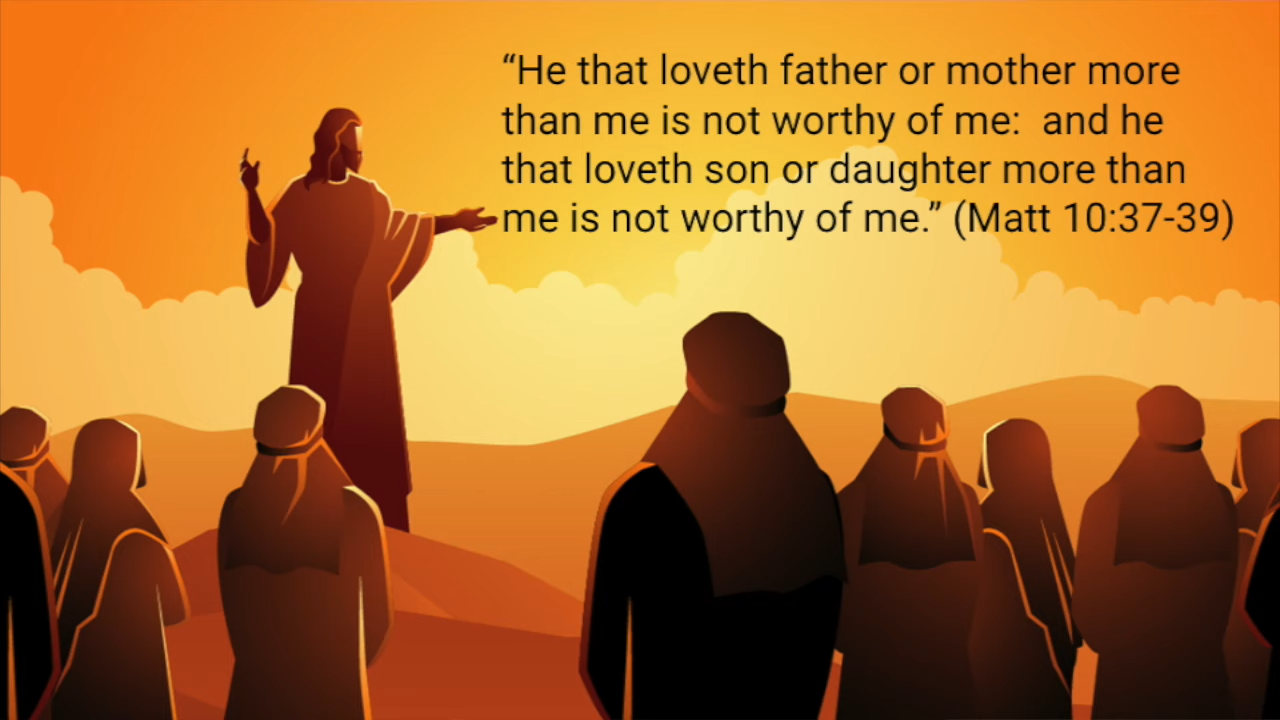 “He that loveth father or mother more
than me is not worthy of me:  and he
that loveth son or daughter more than
me is not worthy of me.” (Matt 10:37-39)